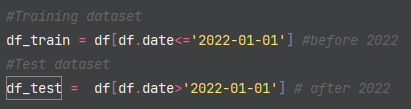 #Training dataset
df_train = df[df.date<='2022-01-01'] #before 2022
#Test dataset
df_test =  df[df.date>'2022-01-01'] # after 2022